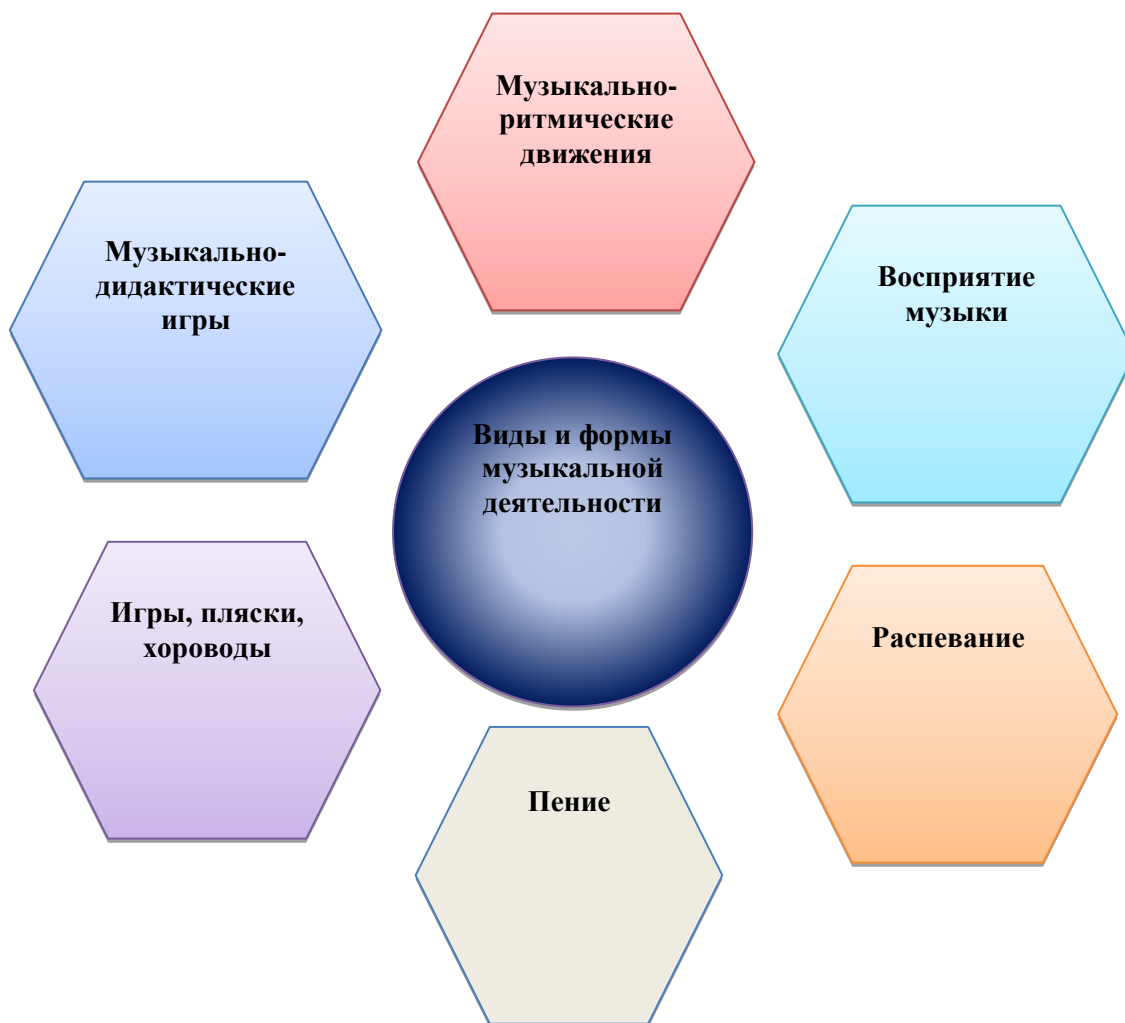 Музыкально-
ритмические
движения
Музыкально-
дидактические
игры
Восприятие
музыки
Виды и формы
музыкальной
деятельности
Игры, пляски,
хороводы
Распевание
Пение